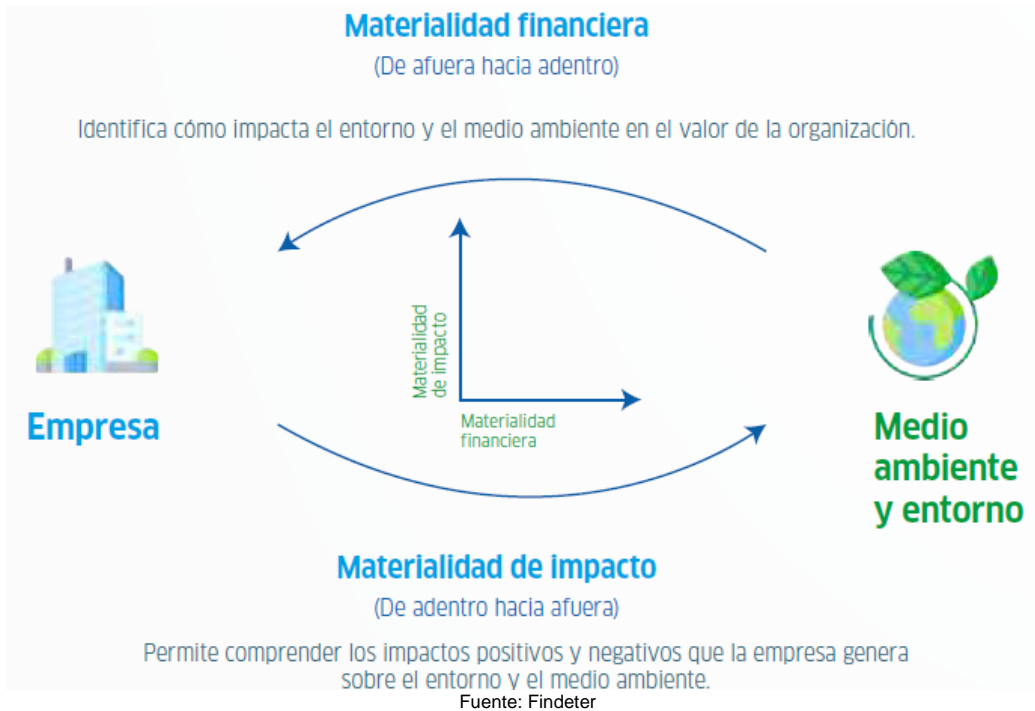 Materialidad financiera
(De afuera hacia adentro)
Identifica cómo impacta el entorno y el medio ambiente en el valor de la organización.
Materialidad
de impacto
Materialidad
financiera
Empresa
Medio
ambiente
y entorno
Materialidad de impacto
(De adentro hacia afuera)
Permite comprender los impactos positivos y negativos que la empresa genera
sobre el entorno y el medio ambiente.
Fuente: Findeter